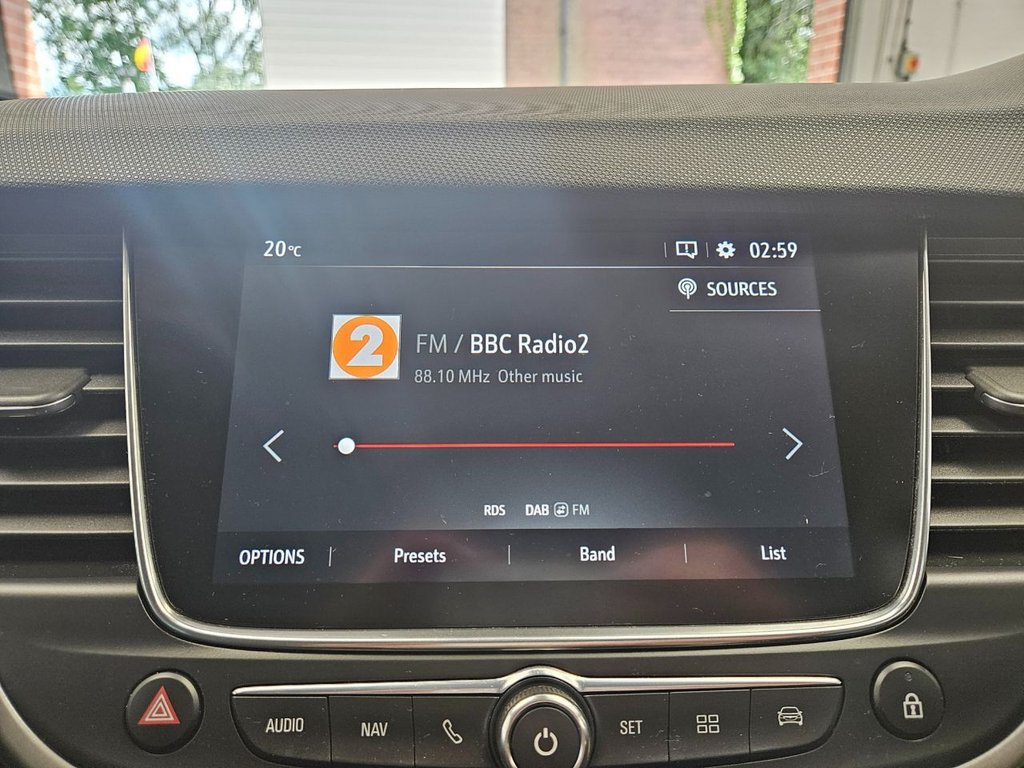 20°C 02:59
SOURCES
2 FM / BBC Radio2
88.10 MHz Other music
RDS DAB FM
OPTIONS Presets Band List
AUDIO NAV SET